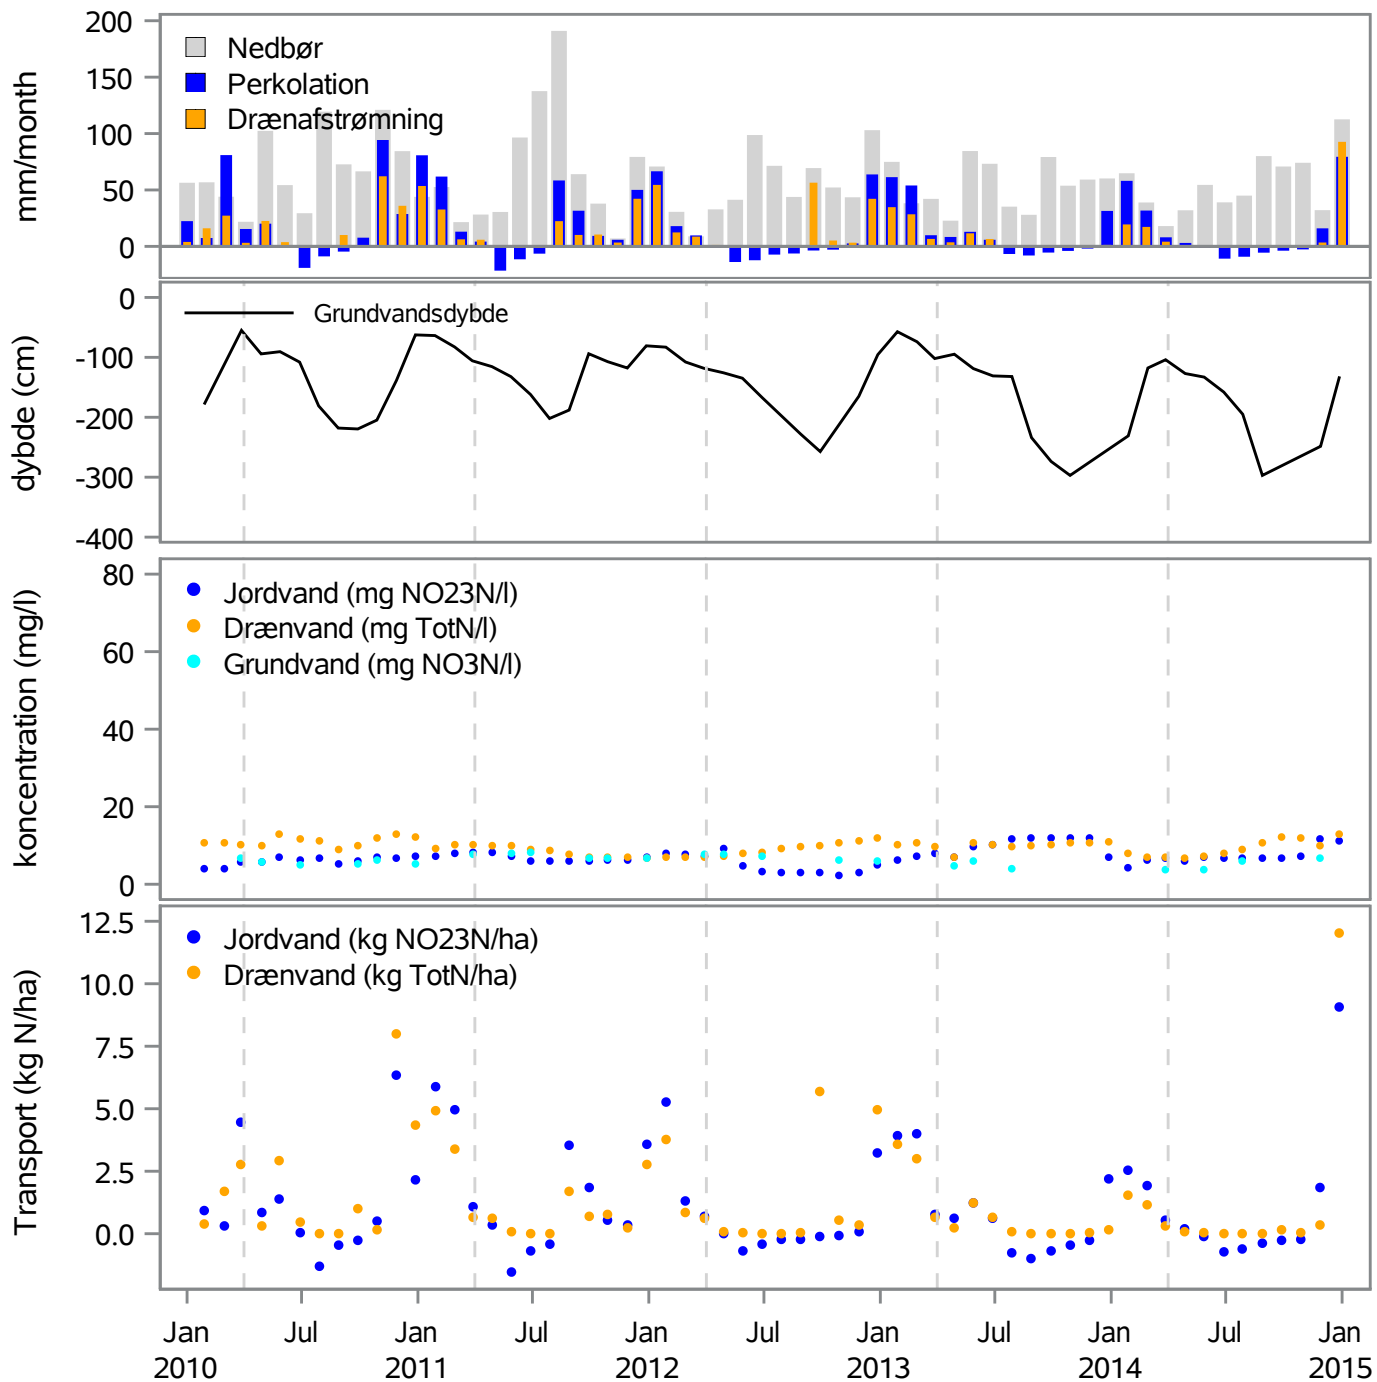 mm/month
200
150
100
50
0
Nedbør
Perkolation
Drænafstrømning
dybde (cm)
0
-100
-200
-300
-400
Grundvandsdybde
koncentration (mg/l)
80
60
40
20
0
Jordvand (mg NO23N/l)
Drænvand (mg TotN/l)
Grundvand (mg NO3N/l)
Transport (kg N/ha)
12.5
10.0
7.5
5.0
2.5
0.0
Jordvand (kg NO23N/ha)
Drænvand (kg TotN/ha)
Jan Jul Jan Jul Jan Jul Jan Jul Jan Jul Jan
2010 2011 2012 2013 2014 2015